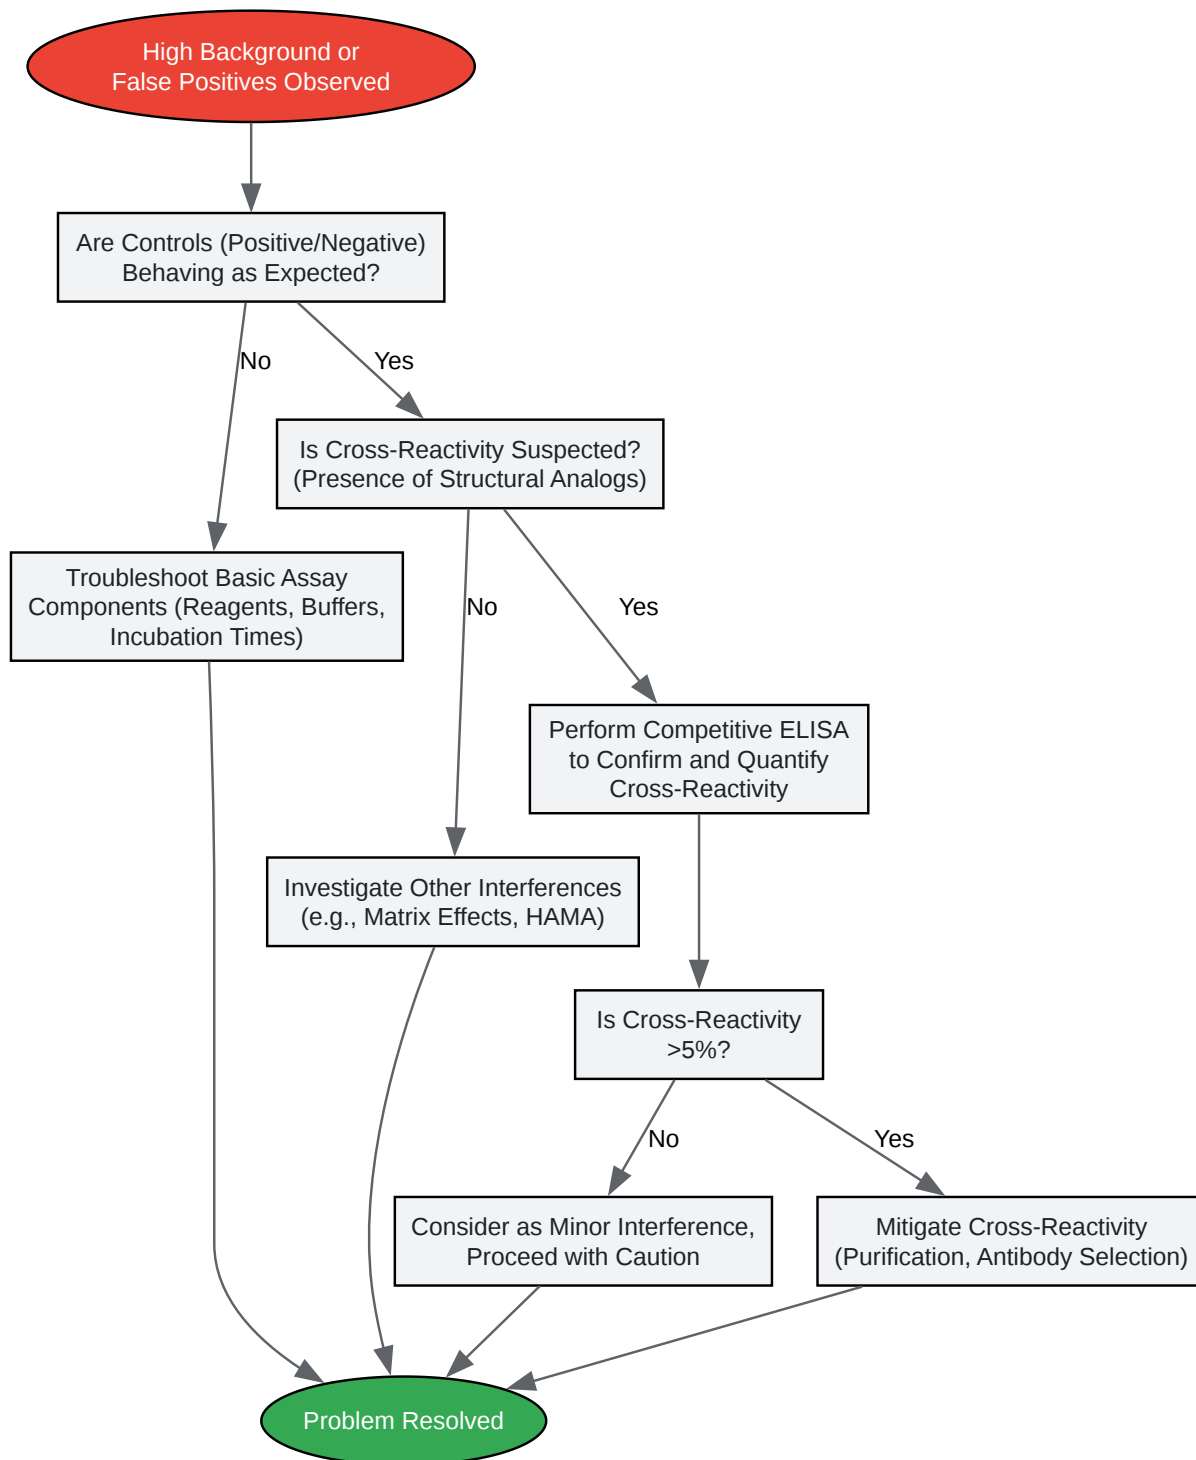 High Background or
False Positives Observed
Are Controls (Positive/Negative)
Behaving as Expected?
No
Yes
Is Cross-Reactivity Suspected?
(Presence of Structural Analogs)
Troubleshoot Basic Assay
Components (Reagents, Buffers,
Incubation Times)
No
Yes
Perform Competitive ELISA
to Confirm and Quantify
Cross-Reactivity
Investigate Other Interferences
(e.g., Matrix Effects, HAMA)
Is Cross-Reactivity
>5%?
No
Yes
Consider as Minor Interference,
Proceed with Caution
Mitigate Cross-Reactivity
(Purification, Antibody Selection)
Problem Resolved